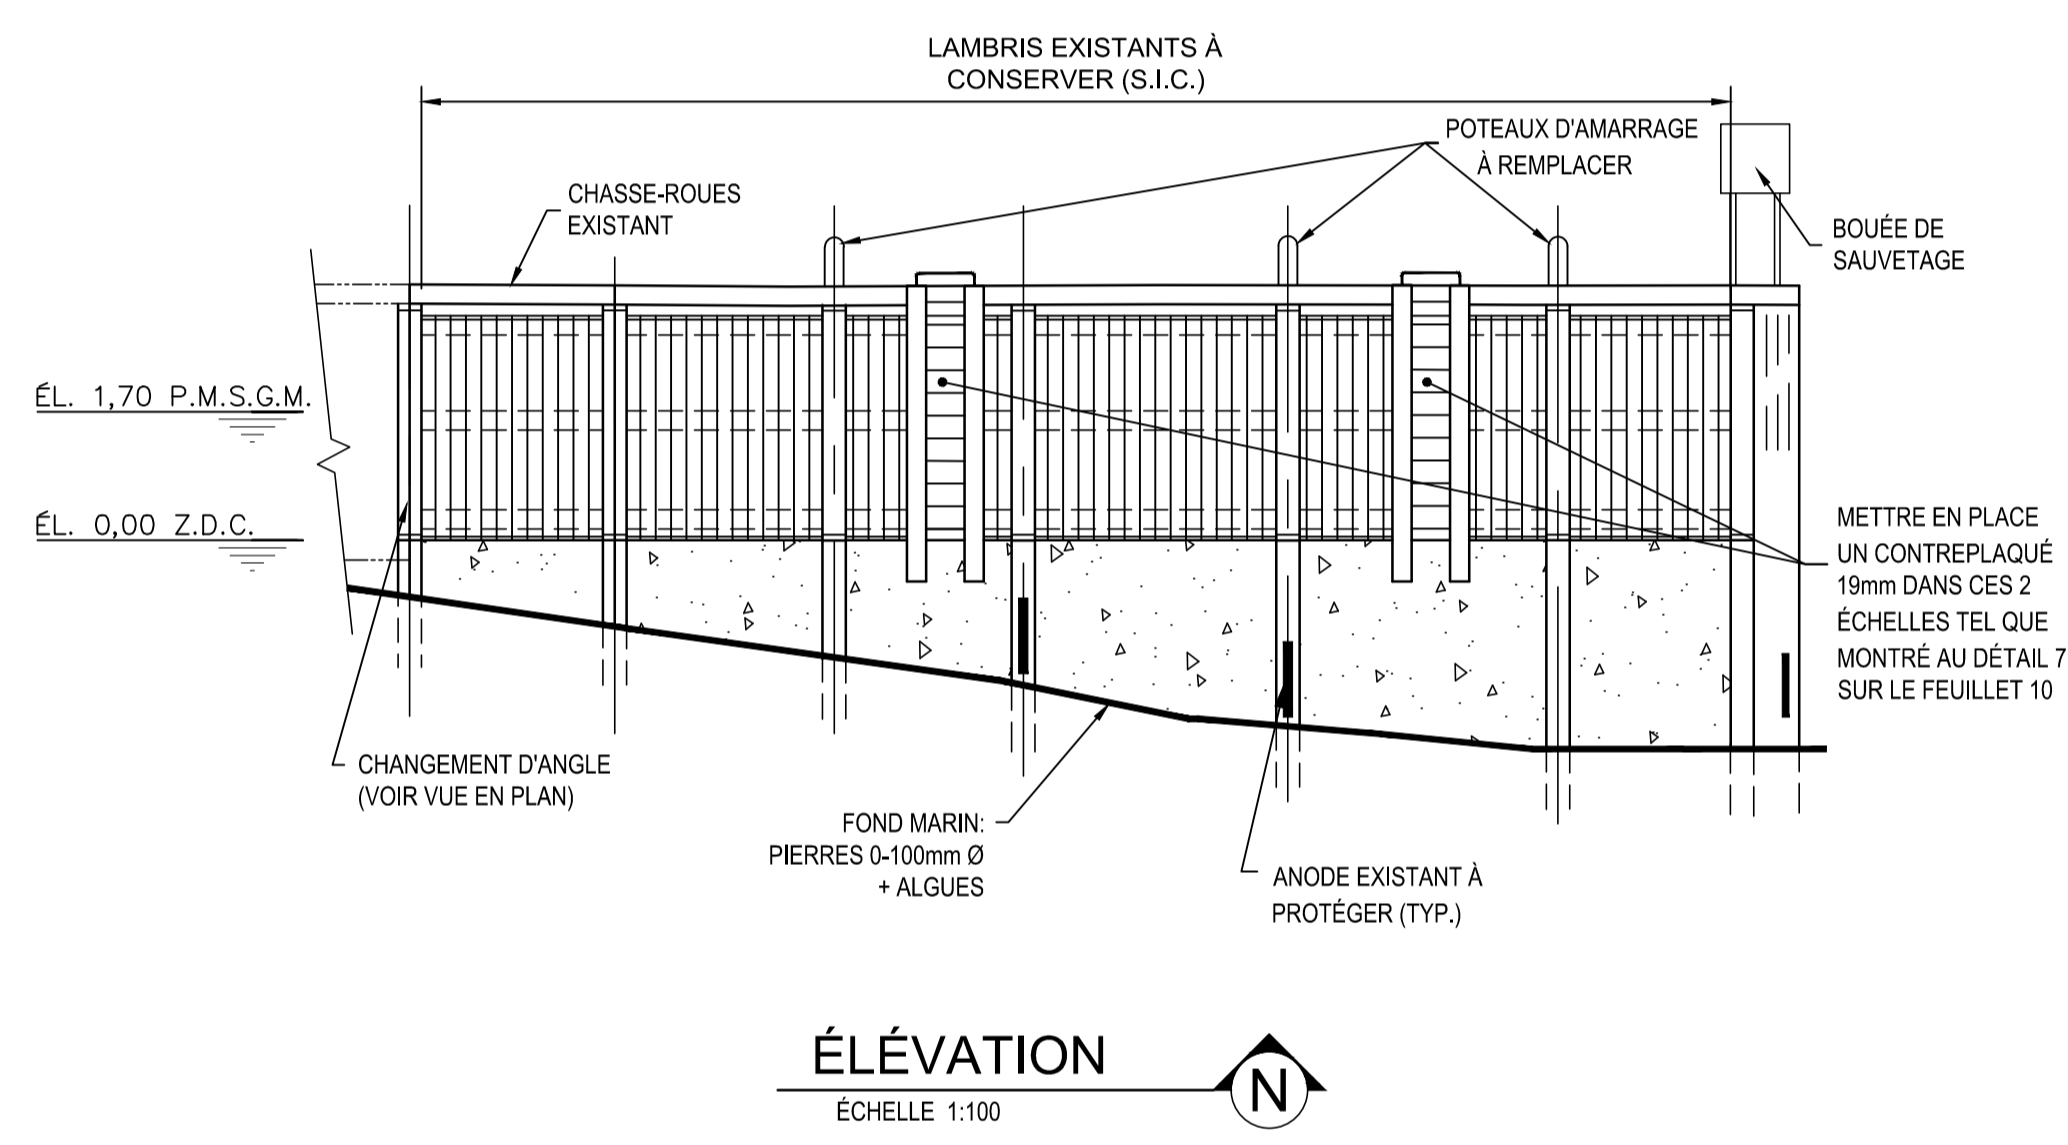 LAMBRIS EXISTANTS À
CONSERVER (S.I.C.)
POTEAUX D'AMARRAGE
À REMPLACER
CHASSE-ROUES
EXISTANT
BOUÉE DE
SAUVETAGE
ÉL. 1,70 P.M.S.G.M.
ÉL. 0,00 Z.D.C.
METTRE EN PLACE
UN CONTREPLAQUÉ
19mm DANS CES 2
ÉCHELLES TEL QUE
MONTRÉ AU DÉTAIL 7
SUR LE FEUILLET 10
CHANGEMENT D'ANGLE
(VOIR VUE EN PLAN)
FOND MARIN:
PIERRES 0-100mm Ø
+ ALGUES
ANODE EXISTANT À
PROTÉGER (TYP.)
ÉLÉVATION
N
ÉCHELLE 1:100